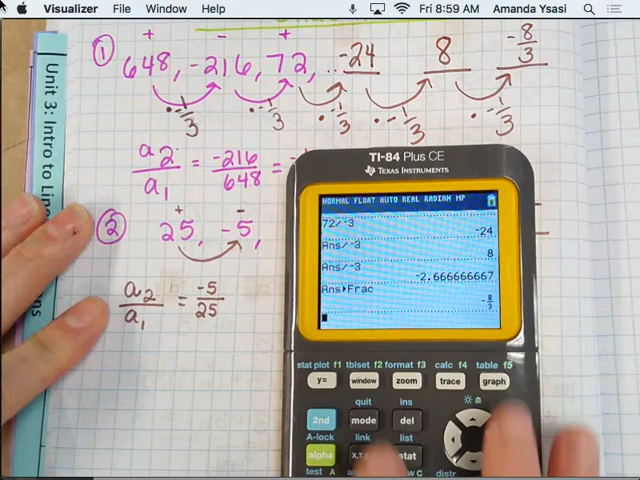 Visualizer File Window Help Fri 8:59 AM Amanda Ysasi
+ - +
① 648, -216, 72, ... -24 8 -8/3
·-1/3 ·-1/3 ·-1/3 ·-1/3 ·-1/3
a2/a1 = -216/648 =
+ -
② 25, -5,
a2/a1 = -5/25
Unit 3: Intro to Linear
TI-84 Plus CE
TEXAS INSTRUMENTS
NORMAL FLOAT AUTO REAL RADIAN MP
72/-3
-24
Ans/-3
8
Ans/-3
-2.666666667
Ans▸Frac
-8/3
stat plot f1 tblset f2 format f3 calc f4 table f5
y= window zoom trace graph
quit ins
2nd mode del
A-lock link list
alpha stat
test A